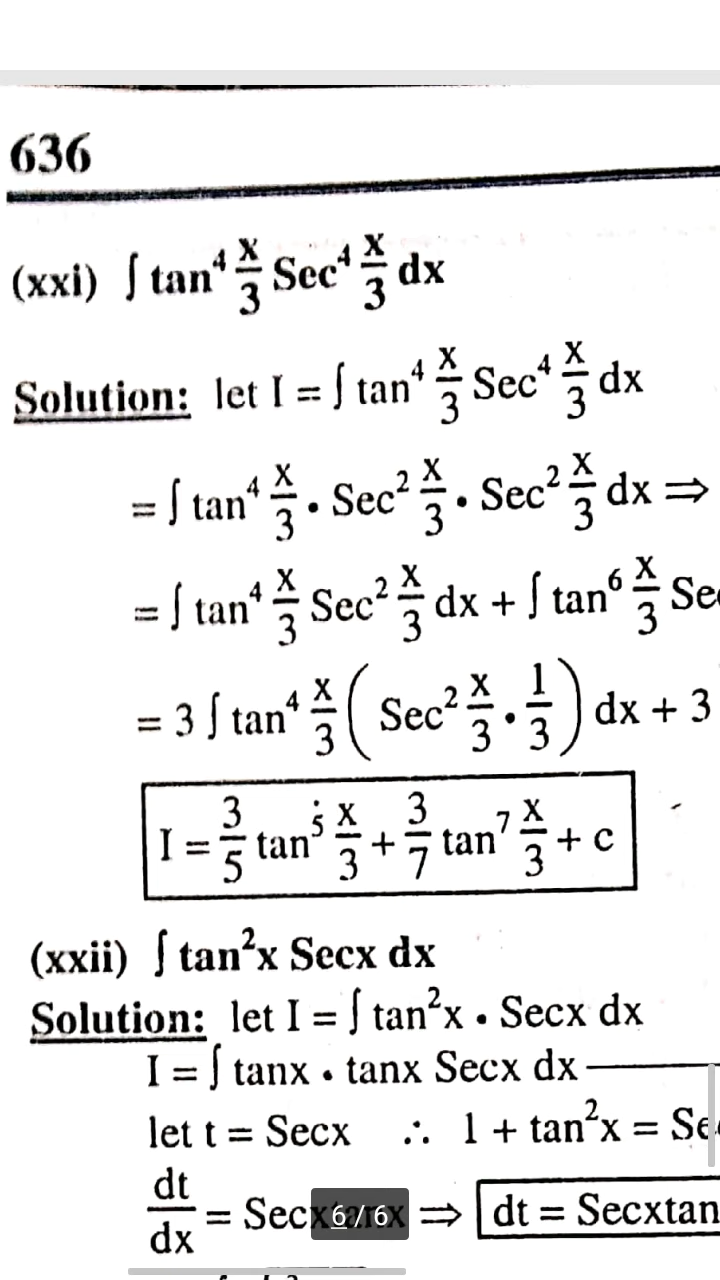 636
(xxi) ∫ tan⁴ x/3 Sec⁴ x/3 dx
Solution: let I = ∫ tan⁴ x/3 Sec⁴ x/3 dx
= ∫ tan⁴ x/3 • Sec² x/3 • Sec² x/3 dx ⇒
= ∫ tan⁴ x/3 Sec² x/3 dx + ∫ tan⁶ x/3
= 3 ∫ tan⁴ x/3 ( Sec² x/3 • 1/3 ) dx + 3
I = 3/5 tan⁵ x/3 + 3/7 tan⁷ x/3 + c
(xxii) ∫ tan²x Secx dx
Solution: let I = ∫ tan²x • Secx dx
I = ∫ tanx • tanx Secx dx
let t = Secx ∴ 1 + tan²x =
dt/dx = Secxtanx ⇒ dt = Secxtan
6 / 6